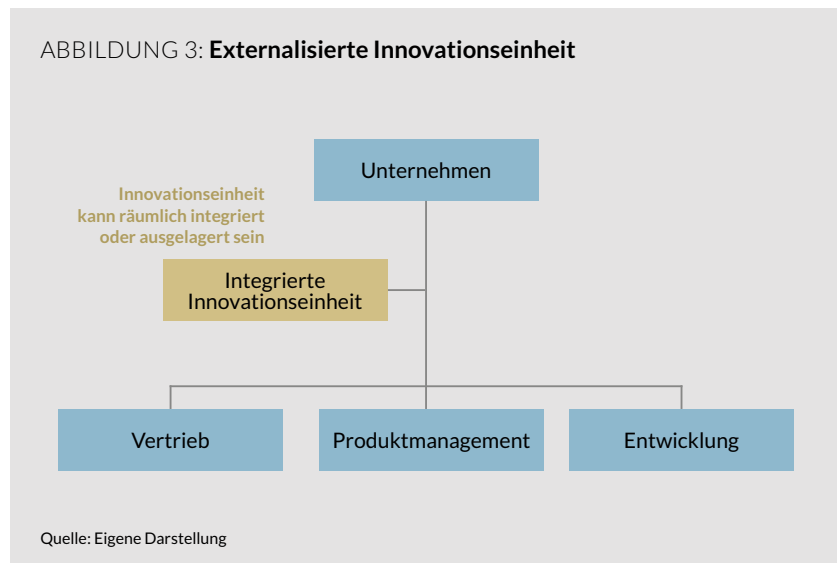 ABBILDUNG 3: Externalisierte Innovationseinheit
Unternehmen
Innovationseinheit
kann räumlich integriert
oder ausgelagert sein
Integrierte
Innovationseinheit
Vertrieb
Produktmanagement
Entwicklung
Quelle: Eigene Darstellung